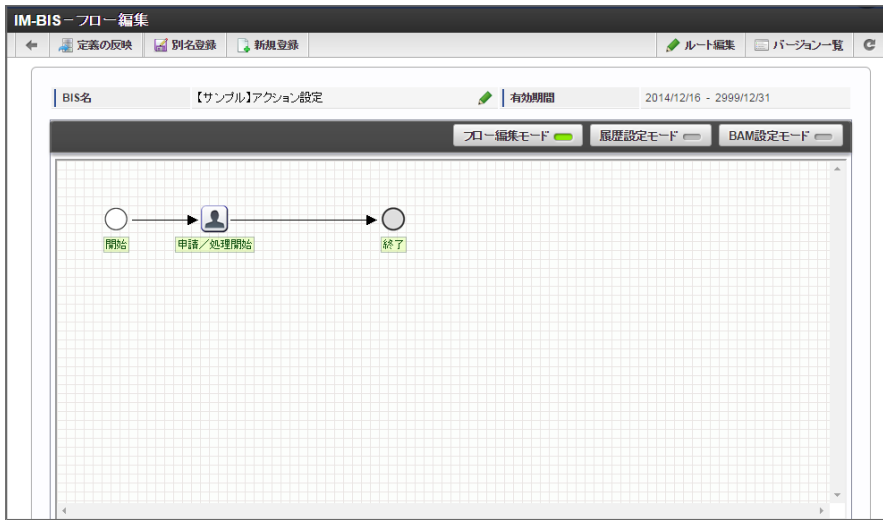 IM-BIS－フロー編集
定義の反映 別名登録 新規登録 ルート編集 バージョン一覧
BIS名 【サンプル】アクション設定 有効期間 2014/12/16 - 2999/12/31
フロー編集モード 履歴設定モード BAM設定モード
開始 申請／処理開始 終了